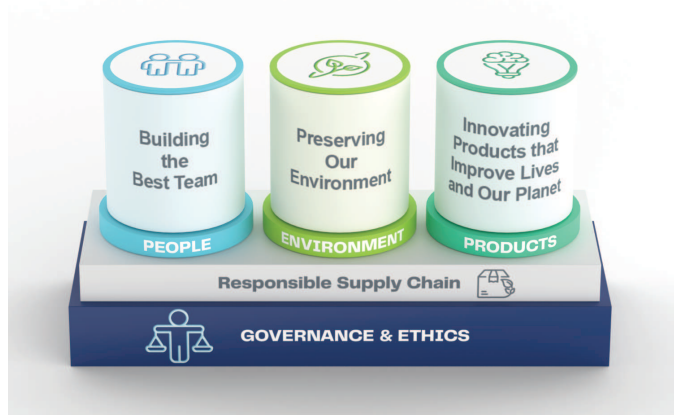 Building
the
Best Team
PEOPLE
Preserving
Our
Environment
ENVIRONMENT
Innovating
Products that
Improve Lives
and Our Planet
PRODUCTS
Responsible Supply Chain
GOVERNANCE & ETHICS